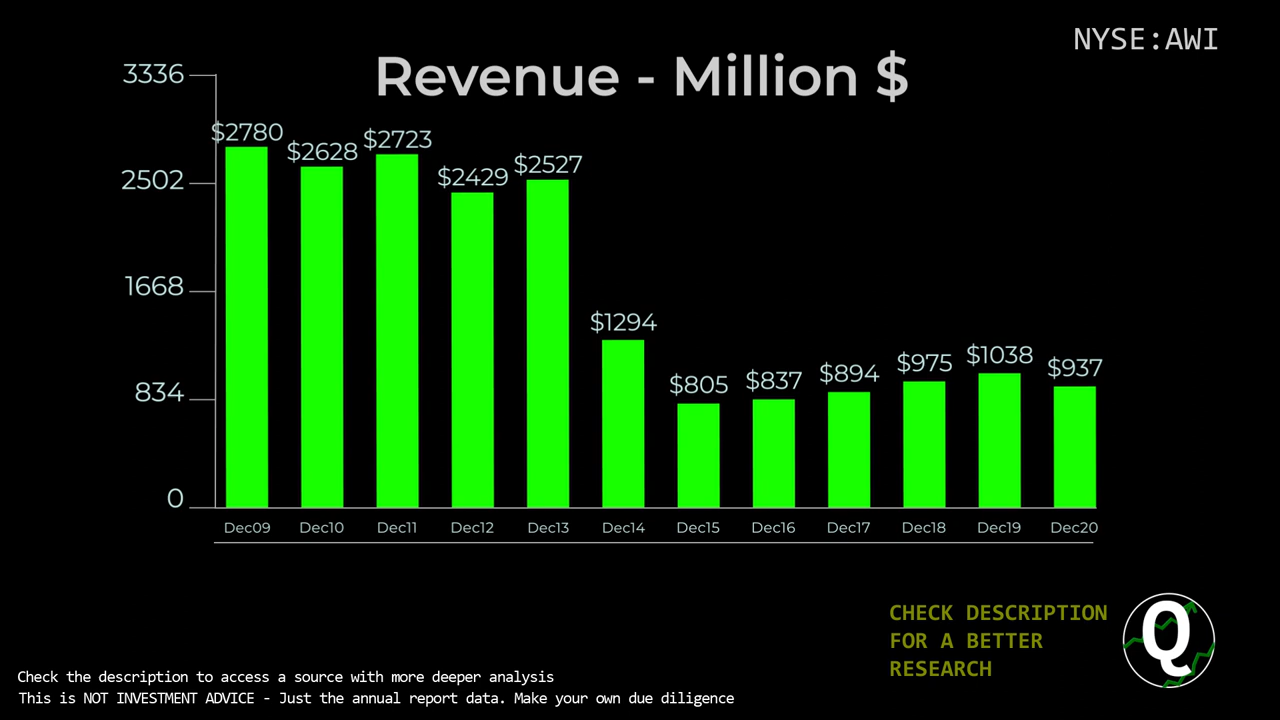 NYSE:AWI
Revenue - Million $
3336
2502
1668
834
0
$2780
$2628
$2723
$2429
$2527
$1294
$805
$837
$894
$975
$1038
$937
Dec09 Dec10 Dec11 Dec12 Dec13 Dec14 Dec15 Dec16 Dec17 Dec18 Dec19 Dec20
CHECK DESCRIPTION
FOR A BETTER
RESEARCH
Q
Check the description to access a source with more deeper analysis
This is NOT INVESTMENT ADVICE - Just the annual report data. Make your own due diligence